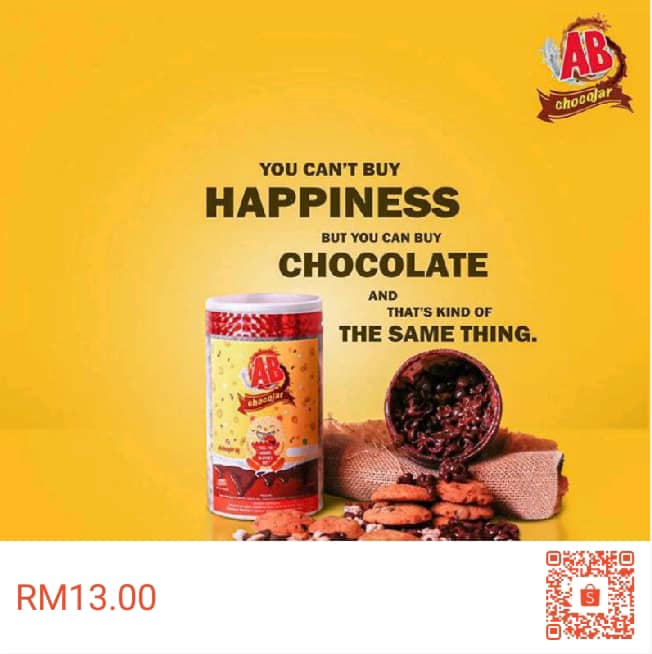 AB
chocojar
YOU CAN'T BUY
HAPPINESS
BUT YOU CAN BUY
CHOCOLATE
AND
THAT'S KIND OF
THE SAME THING.
AB
chocojar
RM13.00